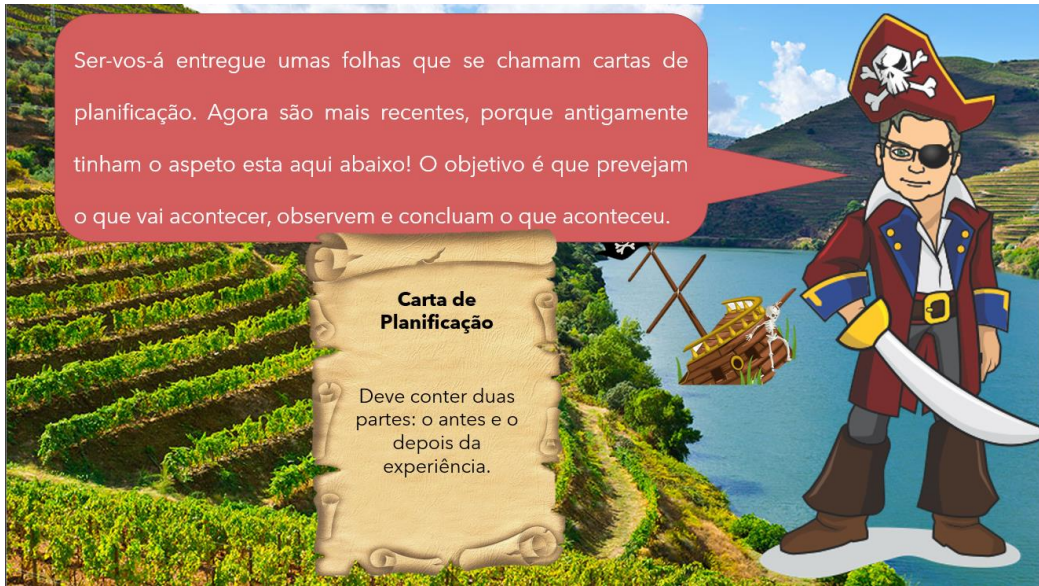 Ser-vos-á entregue umas folhas que se chamam cartas de
planificação. Agora são mais recentes, porque antigamente
tinham o aspeto esta aqui abaixo! O objetivo é que prevejam
o que vai acontecer, observem e concluam o que aconteceu.
Carta de
Planificação
Deve conter duas
partes: o antes e o
depois da
experiência.